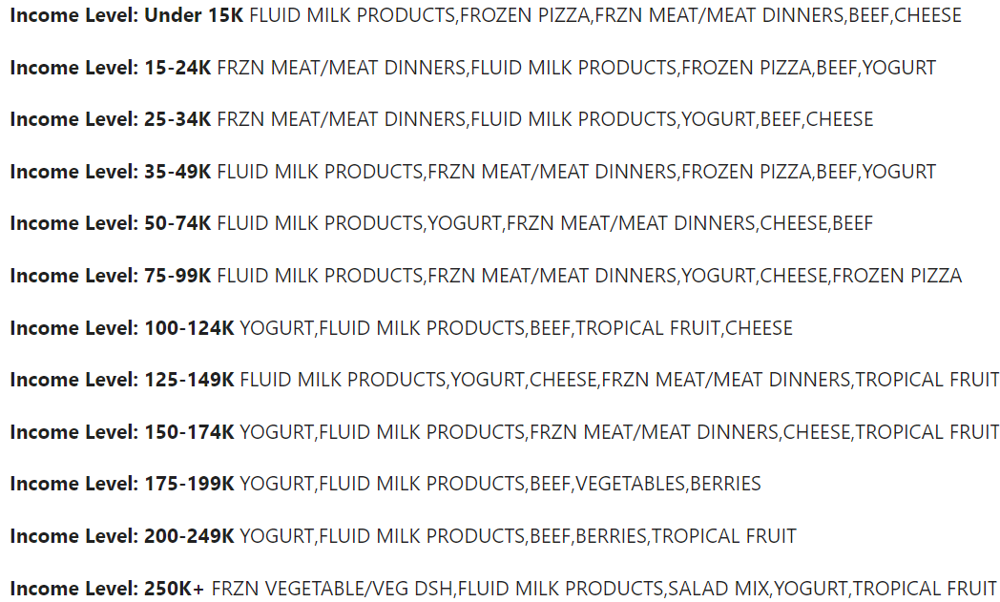 Income Level: Under 15K FLUID MILK PRODUCTS,FROZEN PIZZA,FRZN MEAT/MEAT DINNERS,BEEF,CHEESE
Income Level: 15-24K FRZN MEAT/MEAT DINNERS,FLUID MILK PRODUCTS,FROZEN PIZZA,BEEF,YOGURT
Income Level: 25-34K FRZN MEAT/MEAT DINNERS,FLUID MILK PRODUCTS,YOGURT,BEEF,CHEESE
Income Level: 35-49K FLUID MILK PRODUCTS,FRZN MEAT/MEAT DINNERS,FROZEN PIZZA,BEEF,YOGURT
Income Level: 50-74K FLUID MILK PRODUCTS,YOGURT,FRZN MEAT/MEAT DINNERS,CHEESE,BEEF
Income Level: 75-99K FLUID MILK PRODUCTS,FRZN MEAT/MEAT DINNERS,YOGURT,CHEESE,FROZEN PIZZA
Income Level: 100-124K YOGURT,FLUID MILK PRODUCTS,BEEF,TROPICAL FRUIT,CHEESE
Income Level: 125-149K FLUID MILK PRODUCTS,YOGURT,CHEESE,FRZN MEAT/MEAT DINNERS,TROPICAL FRUIT
Income Level: 150-174K YOGURT,FLUID MILK PRODUCTS,FRZN MEAT/MEAT DINNERS,CHEESE,TROPICAL FRUIT
Income Level: 175-199K YOGURT,FLUID MILK PRODUCTS,BEEF,VEGETABLES,BERRIES
Income Level: 200-249K YOGURT,FLUID MILK PRODUCTS,BEEF,BERRIES,TROPICAL FRUIT
Income Level: 250K+ FRZN VEGETABLE/VEG DSH,FLUID MILK PRODUCTS,SALAD MIX,YOGURT,TROPICAL FRUIT